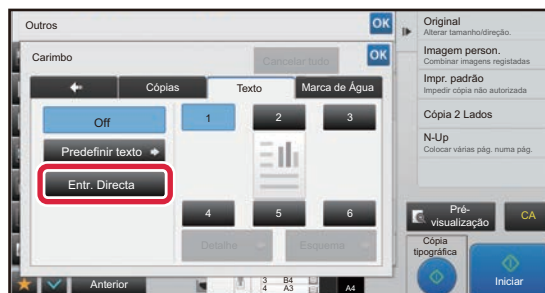 Outros
OK
Carimbo
Cancelar tudo
OK
Cópias
Texto
Marca de Água
Off
1
2
3
Predefinir texto
Entr. Directa
4
5
6
Detalhe
Esquema
Anterior
3 B4
4 A3
A4
Original
Alterar tamanho/direção.
Imagem person.
Combinar imagens registadas
Impr. padrão
Impedir cópia não autorizada
Cópia 2 Lados
N-Up
Colocar várias pág. numa pág.
Pré-
visualização
CA
Cópia
tipográfica
Iniciar